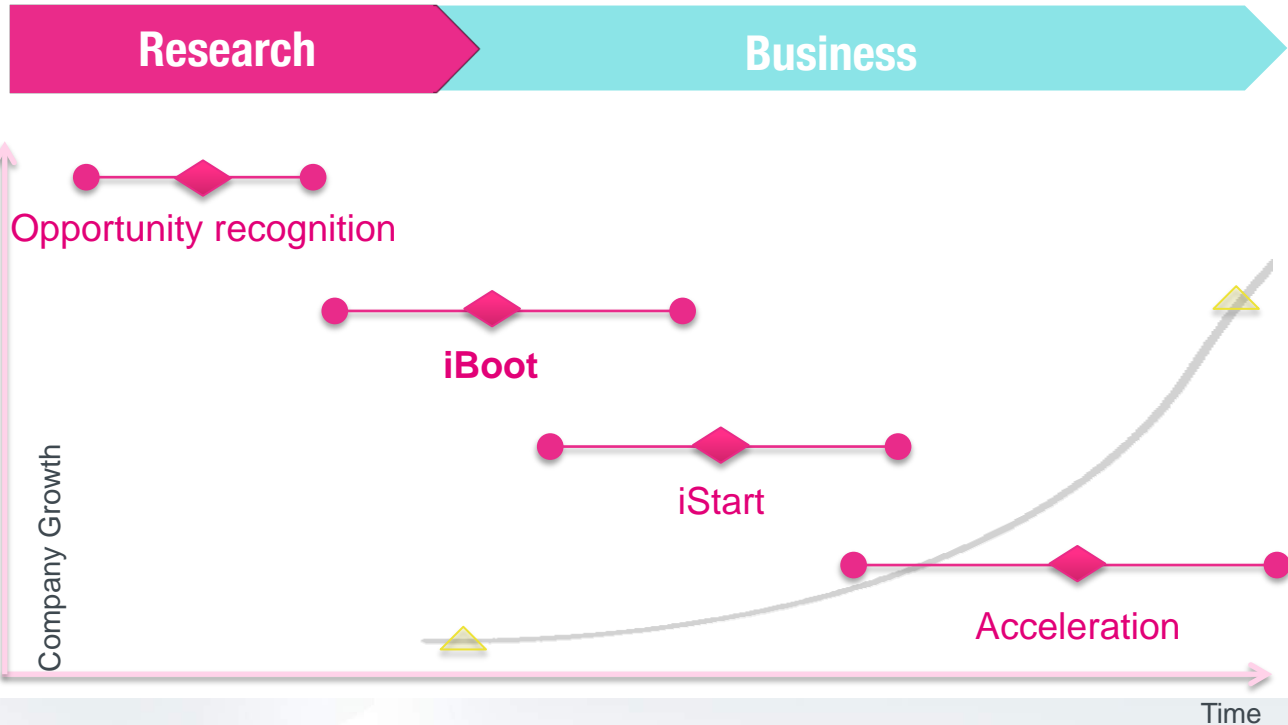 Research
Business
Opportunity recognition
iBoot
iStart
Acceleration
Company Growth
Time